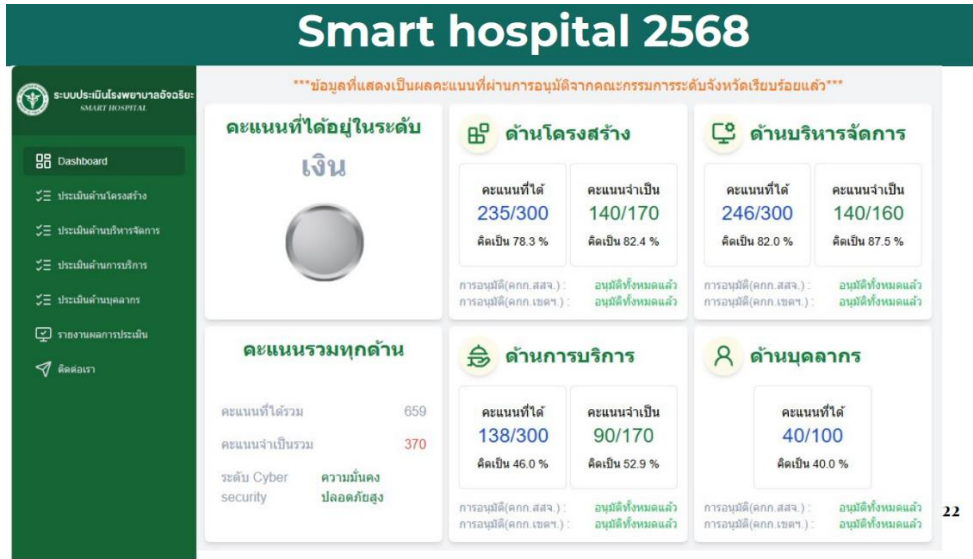 Smart hospital 2568
ระบบประเมินโรงพยาบาลอัจฉริยะ
SMART HOSPITAL
Dashboard
ประเมินด้านโครงสร้าง
ประเมินด้านบริหารจัดการ
ประเมินด้านการบริการ
ประเมินด้านบุคลากร
รายงานผลการประเมิน
ติดต่อเรา
***ข้อมูลที่แสดงเป็นผลคะแนนที่ผ่านการอนุมัติจากคณะกรรมการระดับจังหวัดเรียบร้อยแล้ว***
คะแนนที่ได้อยู่ในระดับ
เงิน
ด้านโครงสร้าง
คะแนนที่ได้ คะแนนจำเป็น
235/300 140/170
คิดเป็น 78.3 % คิดเป็น 82.4 %
การอนุมัติ(คกก.สสจ.) : อนุมัติทั้งหมดแล้ว
การอนุมัติ(คกก.เขตฯ.) : อนุมัติทั้งหมดแล้ว
ด้านบริหารจัดการ
คะแนนที่ได้ คะแนนจำเป็น
246/300 140/160
คิดเป็น 82.0 % คิดเป็น 87.5 %
การอนุมัติ(คกก.สสจ.) : อนุมัติทั้งหมดแล้ว
การอนุมัติ(คกก.เขตฯ.) : อนุมัติทั้งหมดแล้ว
คะแนนรวมทุกด้าน
คะแนนที่ได้รวม 659
คะแนนจำเป็นรวม 370
ระดับ Cyber ความมั่นคง
security ปลอดภัยสูง
ด้านการบริการ
คะแนนที่ได้ คะแนนจำเป็น
138/300 90/170
คิดเป็น 46.0 % คิดเป็น 52.9 %
การอนุมัติ(คกก.สสจ.) : อนุมัติทั้งหมดแล้ว
การอนุมัติ(คกก.เขตฯ.) : อนุมัติทั้งหมดแล้ว
ด้านบุคลากร
คะแนนที่ได้
40/100
คิดเป็น 40.0 %
การอนุมัติ(คกก.สสจ.) : อนุมัติทั้งหมดแล้ว
การอนุมัติ(คกก.เขตฯ.) : อนุมัติทั้งหมดแล้ว
22